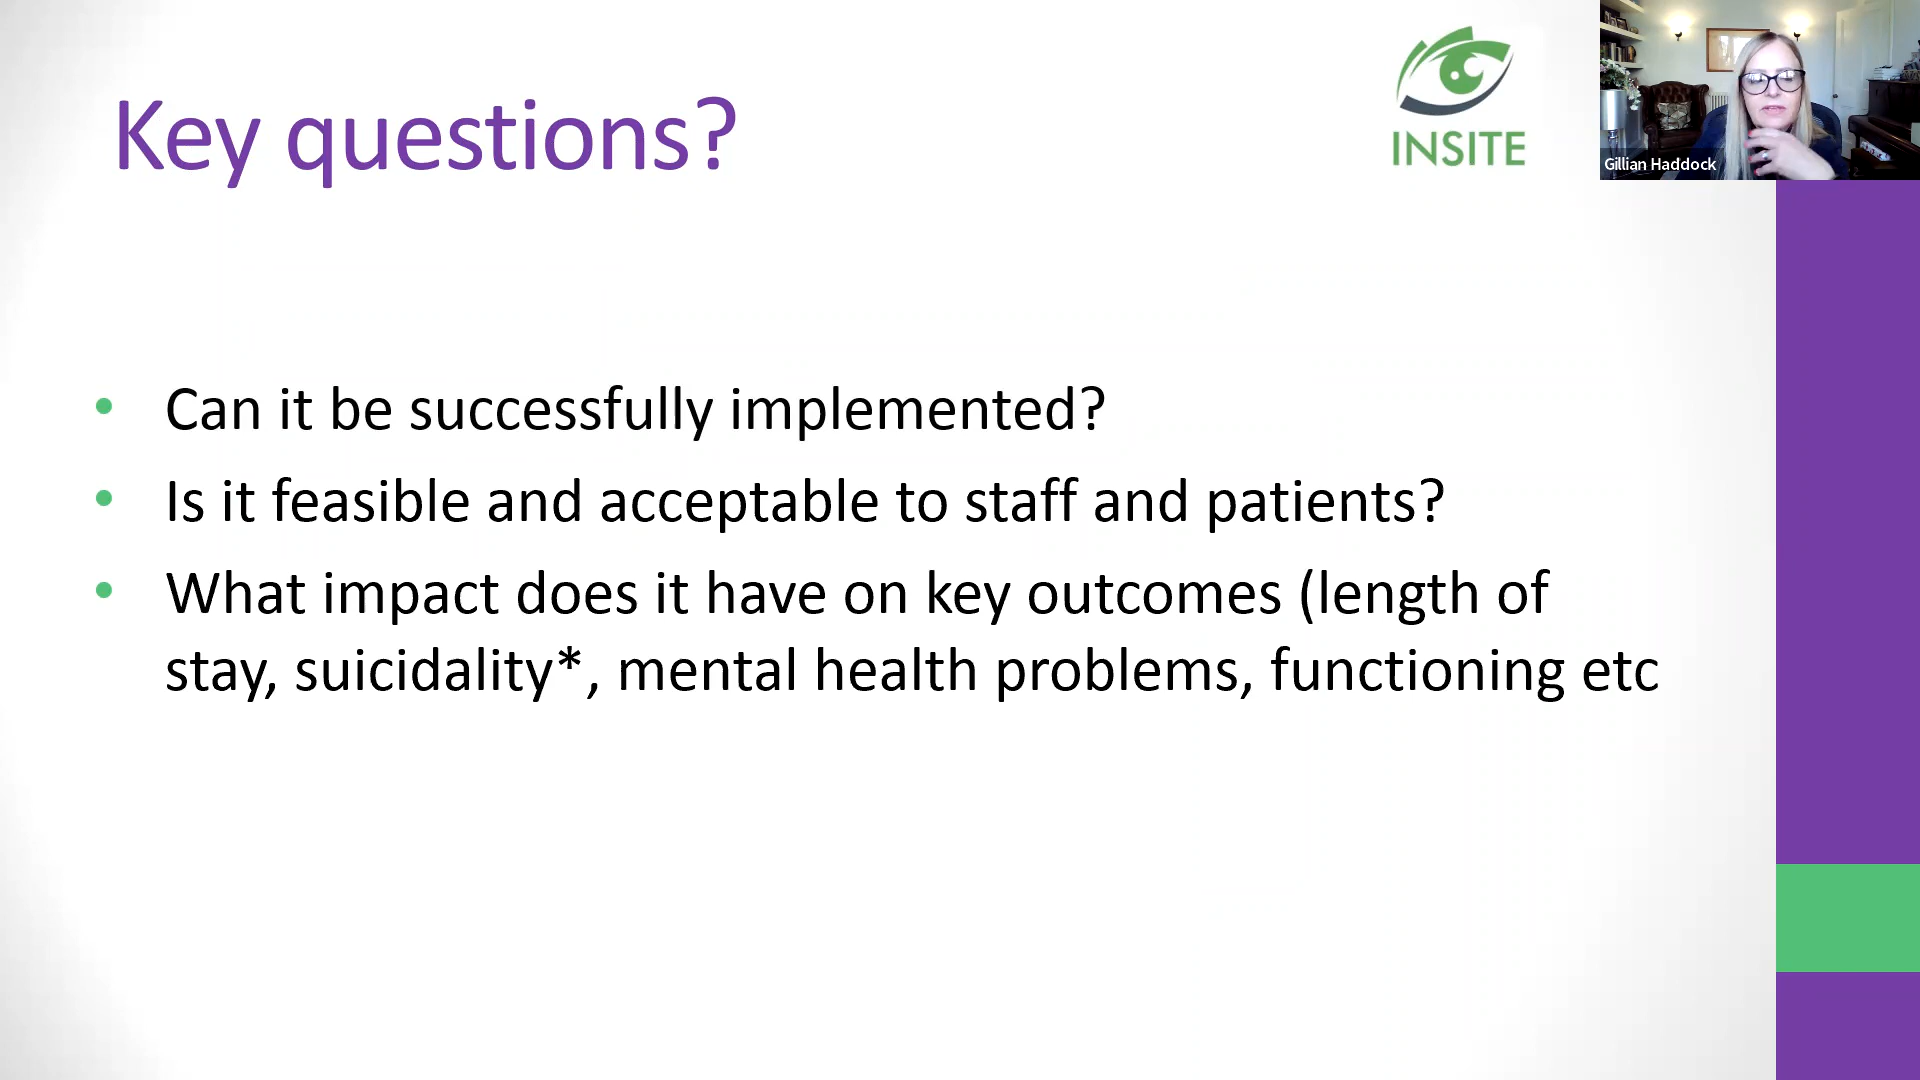 Key questions?
INSITE
Gillian Haddock
• Can it be successfully implemented?
• Is it feasible and acceptable to staff and patients?
• What impact does it have on key outcomes (length of
stay, suicidality*, mental health problems, functioning etc